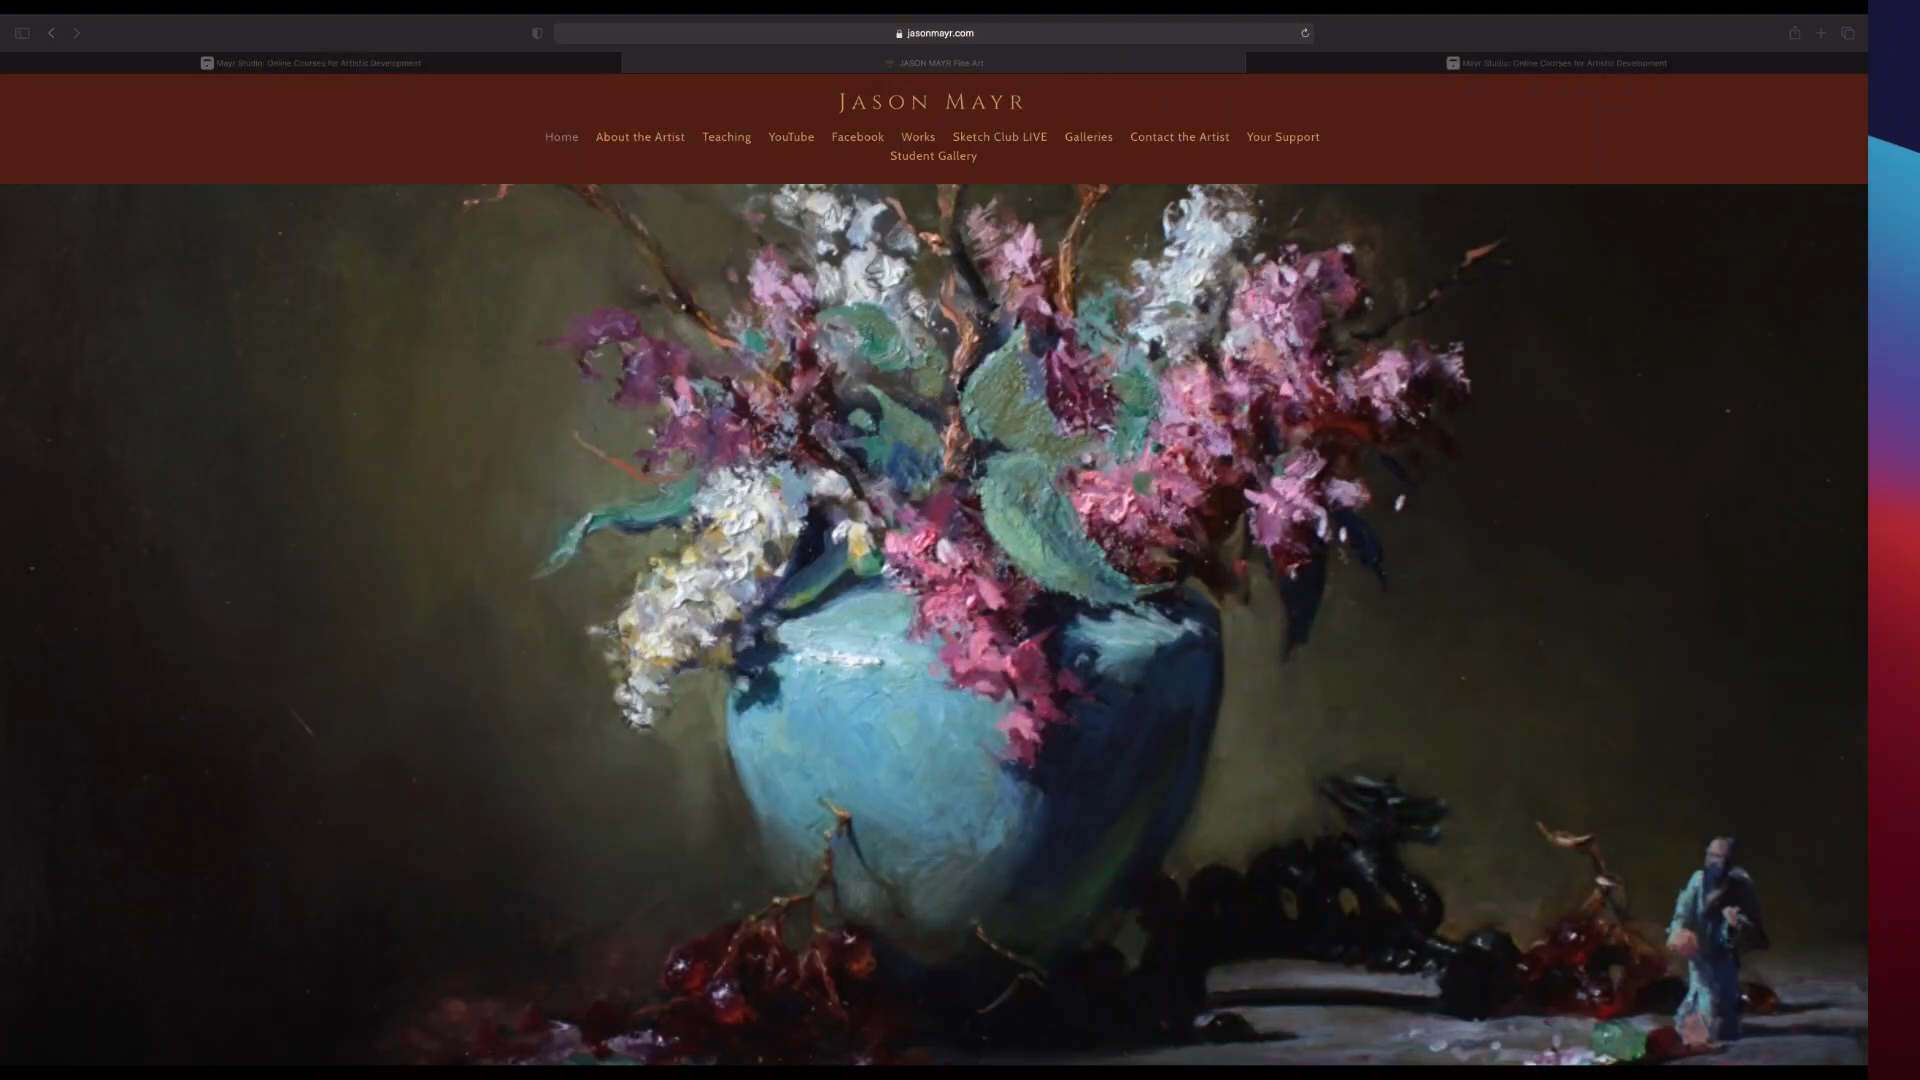 jasonmayr.com
Mayr Studio: Online Courses for Artistic Development
JASON MAYR Fine Art
Mayr Studio: Online Courses for Artistic Development
JASON MAYR
Home About the Artist Teaching YouTube Facebook Works Sketch Club LIVE Galleries Contact the Artist Your Support
Student Gallery